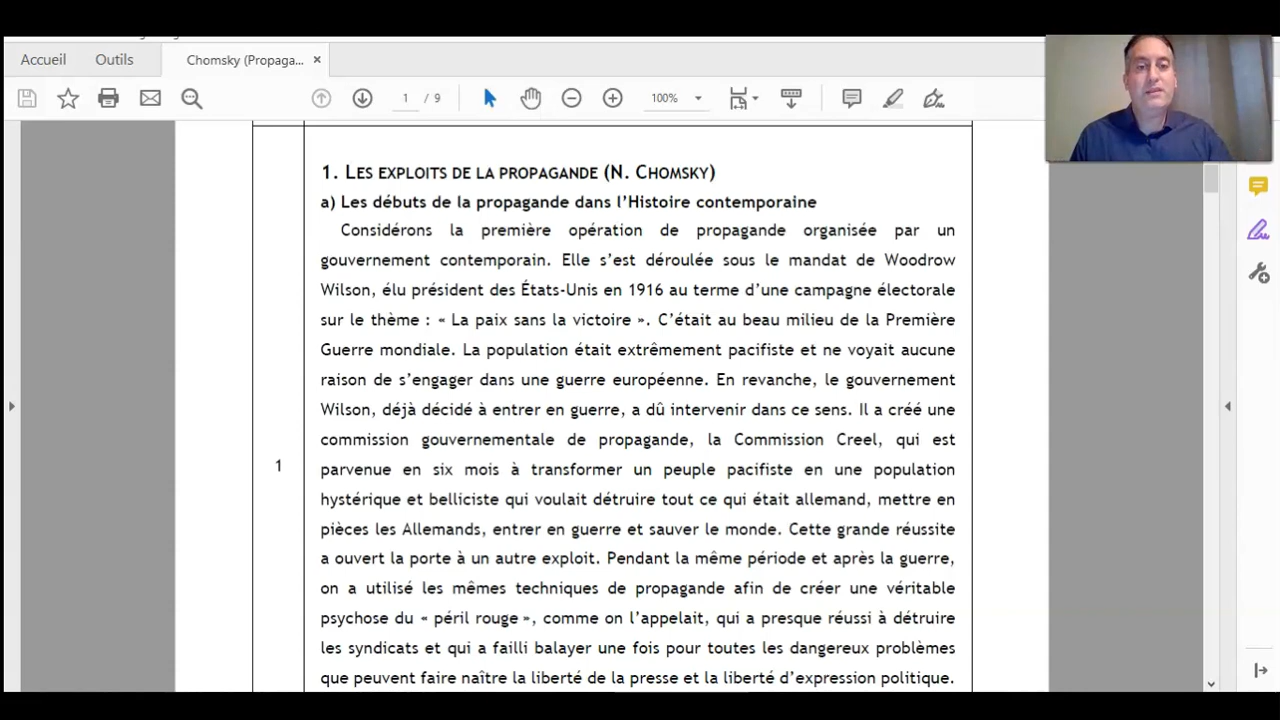 Accueil
Outils
Chomsky (Propaga...
1 / 9
100%
1. LES EXPLOITS DE LA PROPAGANDE (N. CHOMSKY)
a) Les débuts de la propagande dans l’Histoire contemporaine
Considérons la première opération de propagande organisée par un
gouvernement contemporain. Elle s’est déroulée sous le mandat de Woodrow
Wilson, élu président des États-Unis en 1916 au terme d’une campagne électorale
sur le thème : « La paix sans la victoire ». C’était au beau milieu de la Première
Guerre mondiale. La population était extrêmement pacifiste et ne voyait aucune
raison de s’engager dans une guerre européenne. En revanche, le gouvernement
Wilson, déjà décidé à entrer en guerre, a dû intervenir dans ce sens. Il a créé une
commission gouvernementale de propagande, la Commission Creel, qui est
1
parvenue en six mois à transformer un peuple pacifiste en une population
hystérique et belliciste qui voulait détruire tout ce qui était allemand, mettre en
pièces les Allemands, entrer en guerre et sauver le monde. Cette grande réussite
a ouvert la porte à un autre exploit. Pendant la même période et après la guerre,
on a utilisé les mêmes techniques de propagande afin de créer une véritable
psychose du « péril rouge », comme on l’appelait, qui a presque réussi à détruire
les syndicats et qui a failli balayer une fois pour toutes les dangereux problèmes
que peuvent faire naître la liberté de la presse et la liberté d’expression politique.